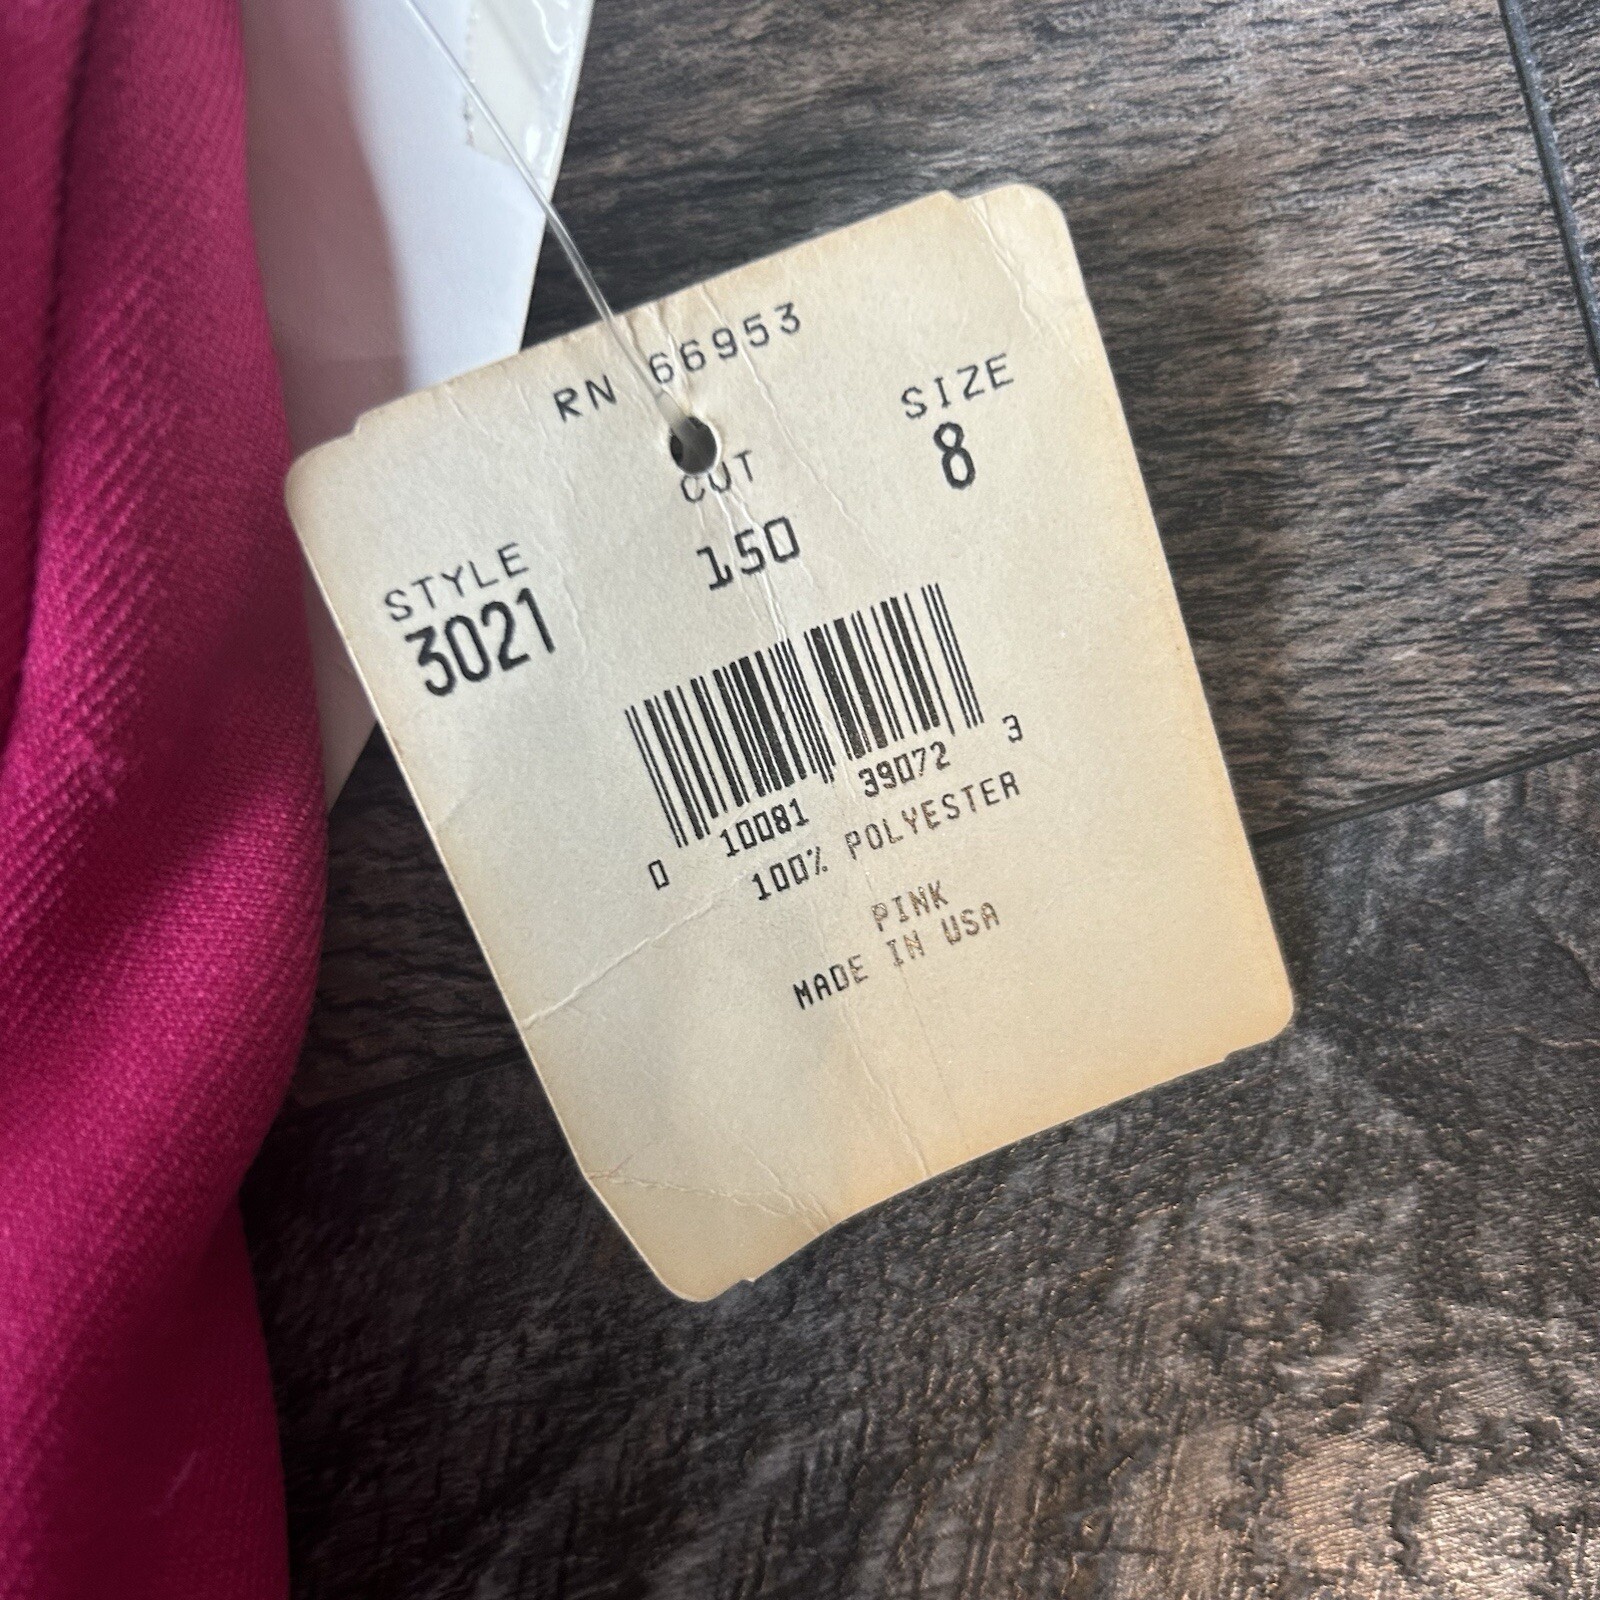 RN 66953
SIZE
8
CUT
150
STYLE
3021
0 10081 39072 3
100% POLYESTER
PINK
MADE IN USA